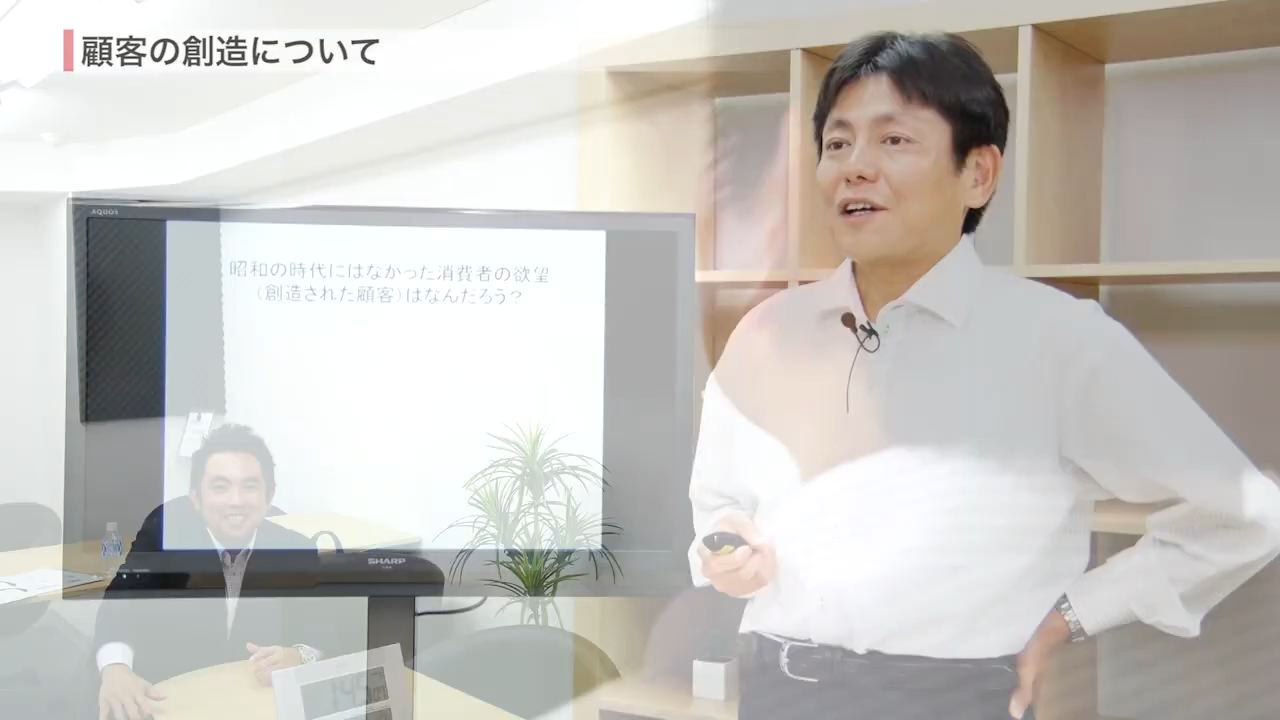 顧客の創造について
AQUOS
昭和の時代にはなかった消費者の欲望
(創造された顧客)はなんだろう?
SHARP